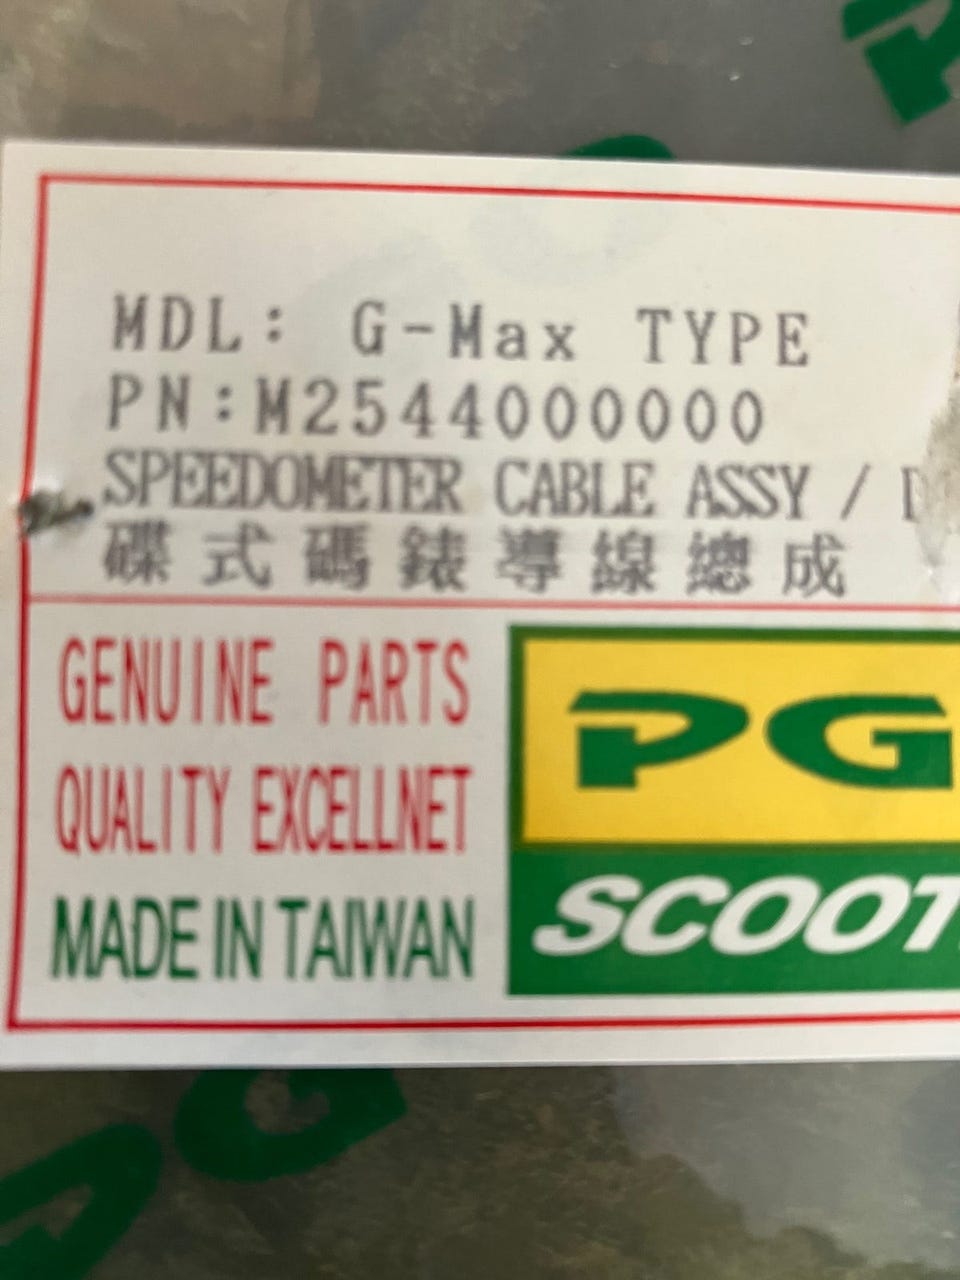 MDL: G-Max TYPE
PN:M2544000000
SPEEDOMETER CABLE ASSY /
碟式碼錶導線總成
GENUINE PARTS
QUALITY EXCELLNET
MADE IN TAIWAN
PG
SCOOT